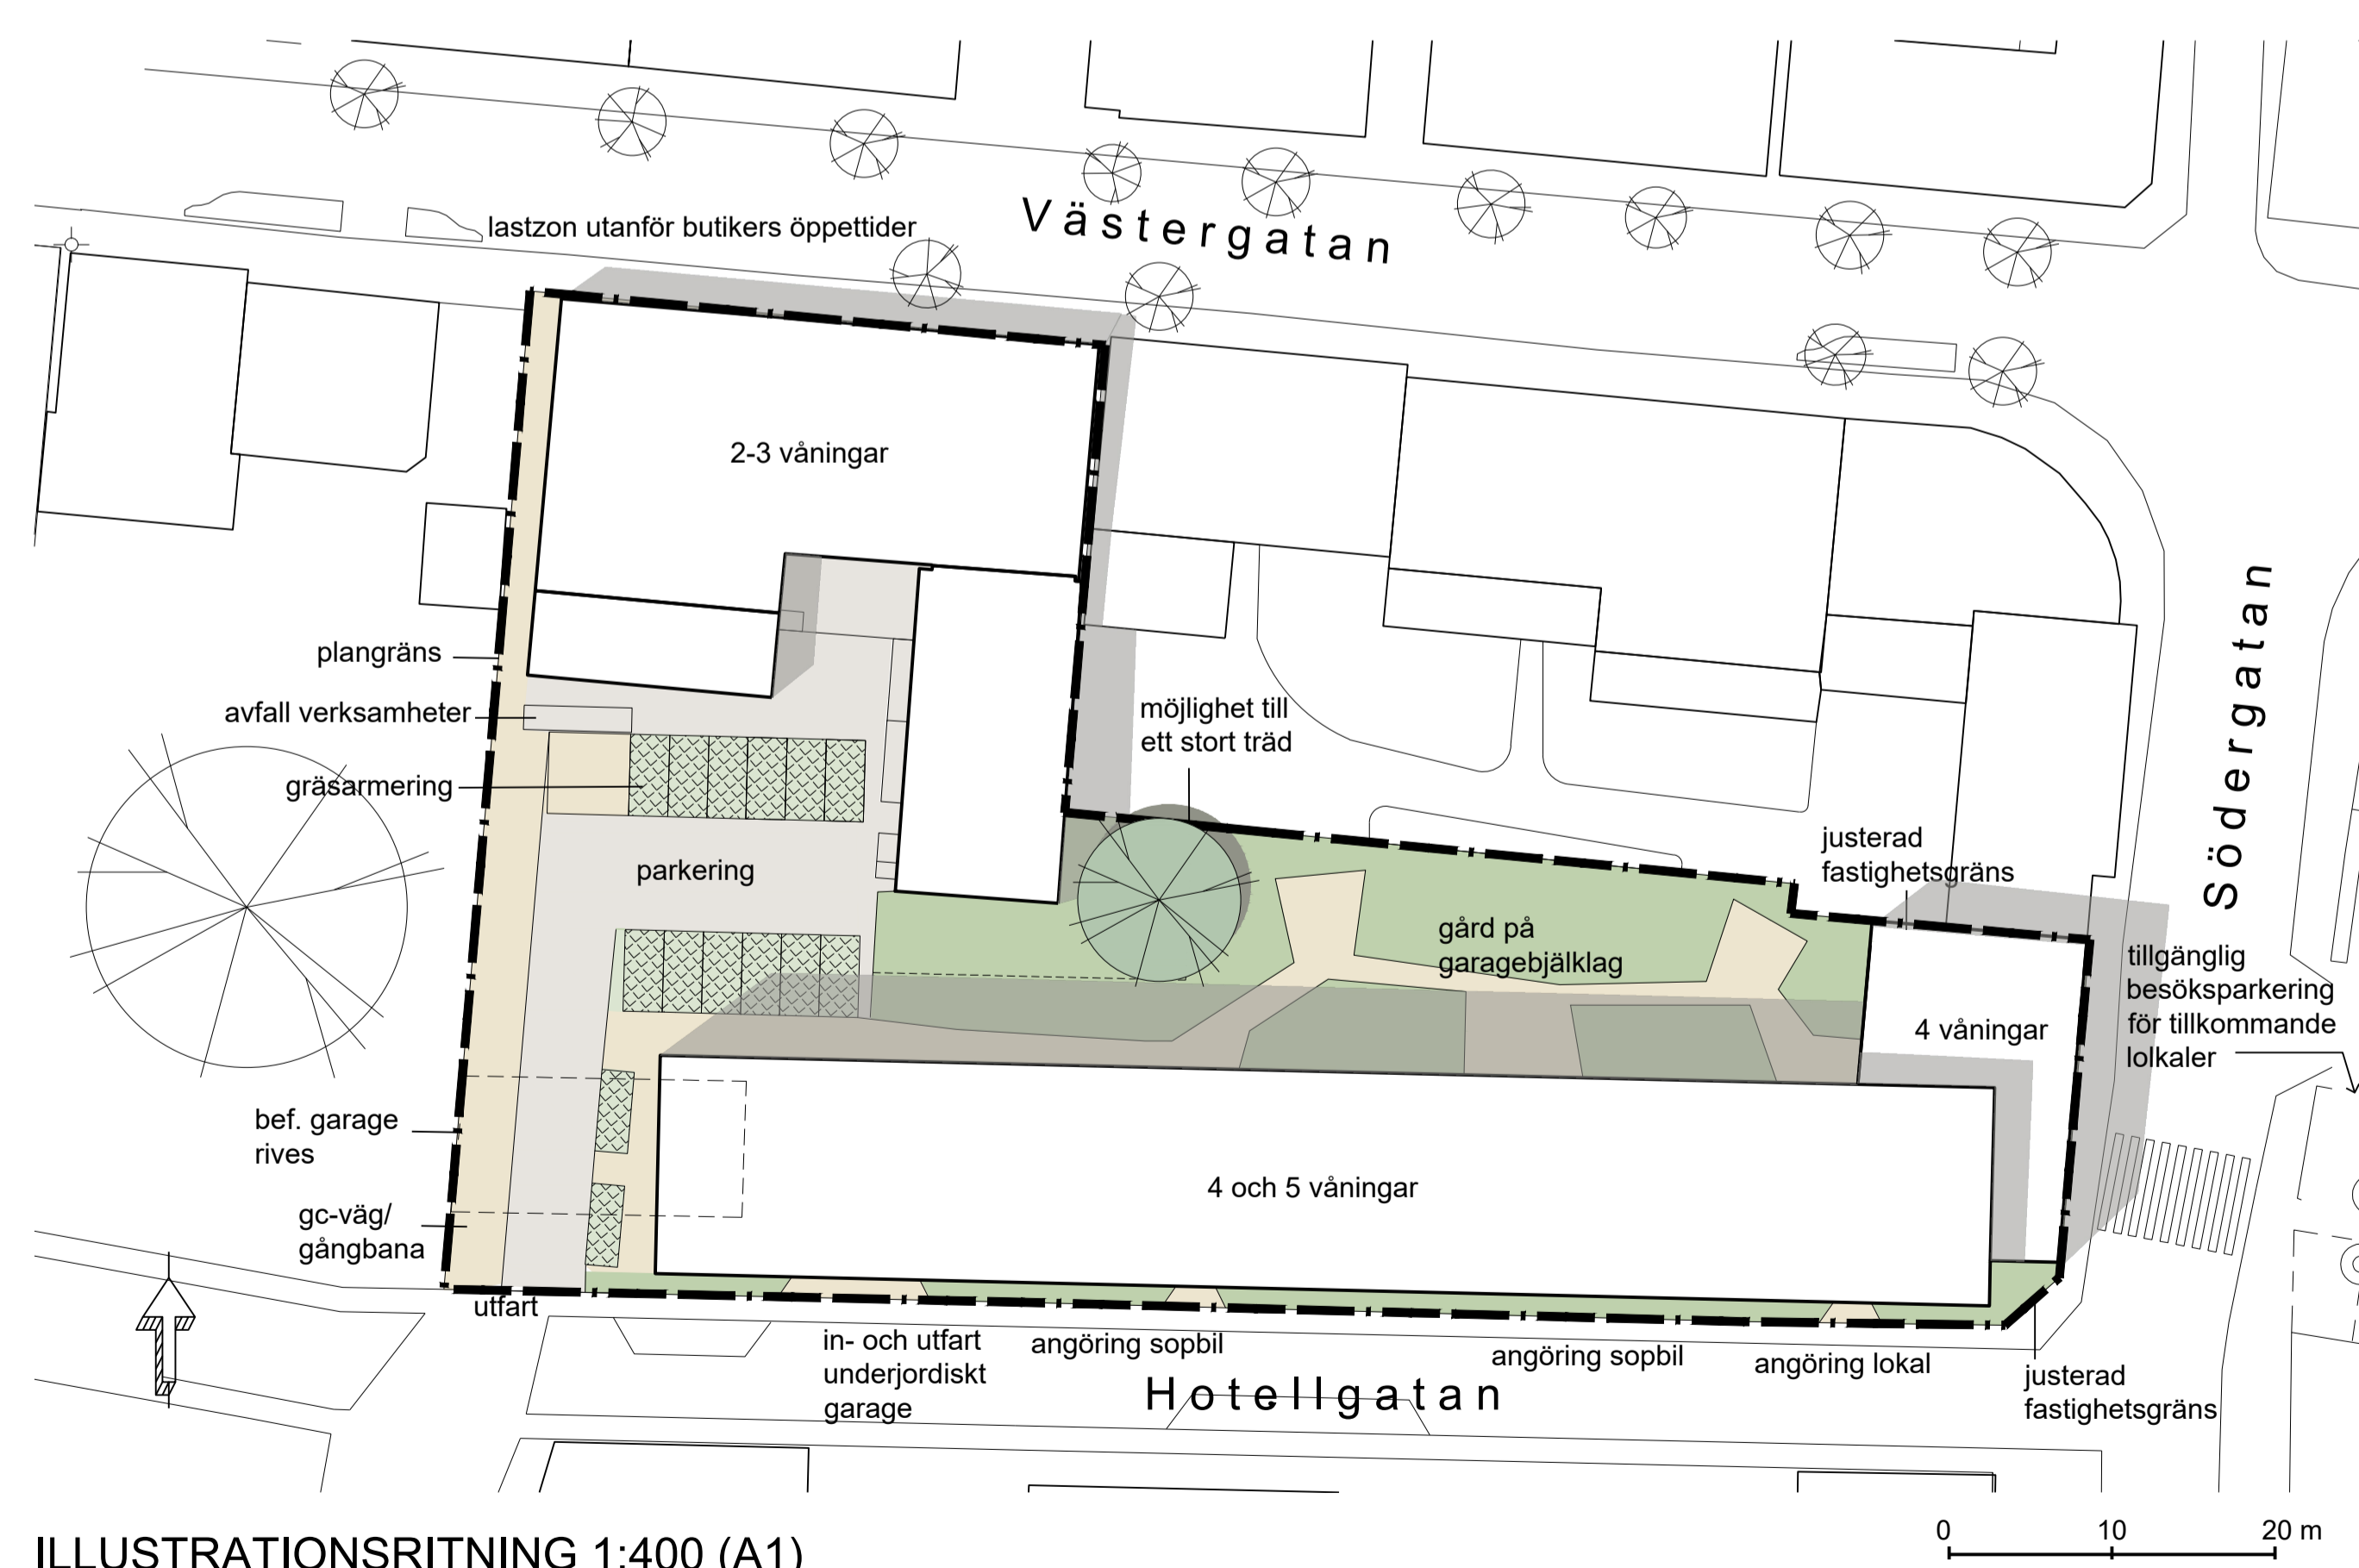 Västergatan
lastzon utanför butikers öppettider
2-3 våningar
Södergatan
plangräns
avfall verksamheter
gräsarmering
parkering
möjlighet till
ett stort träd
justerad
fastighetsgräns
gård på
garagebjälklag
4 våningar
tillgänglig
besöksparkering
för tillkommande
lolkaler
bef. garage
rives
gc-väg/
gångbana
4 och 5 våningar
utfart
in- och utfart
underjordiskt
garage
angöring sopbil
angöring sopbil
angöring lokal
justerad
fastighetsgräns
Hotellgatan
0 10 20 m
ILLUSTRATIONSRITNING 1:400 (A1)